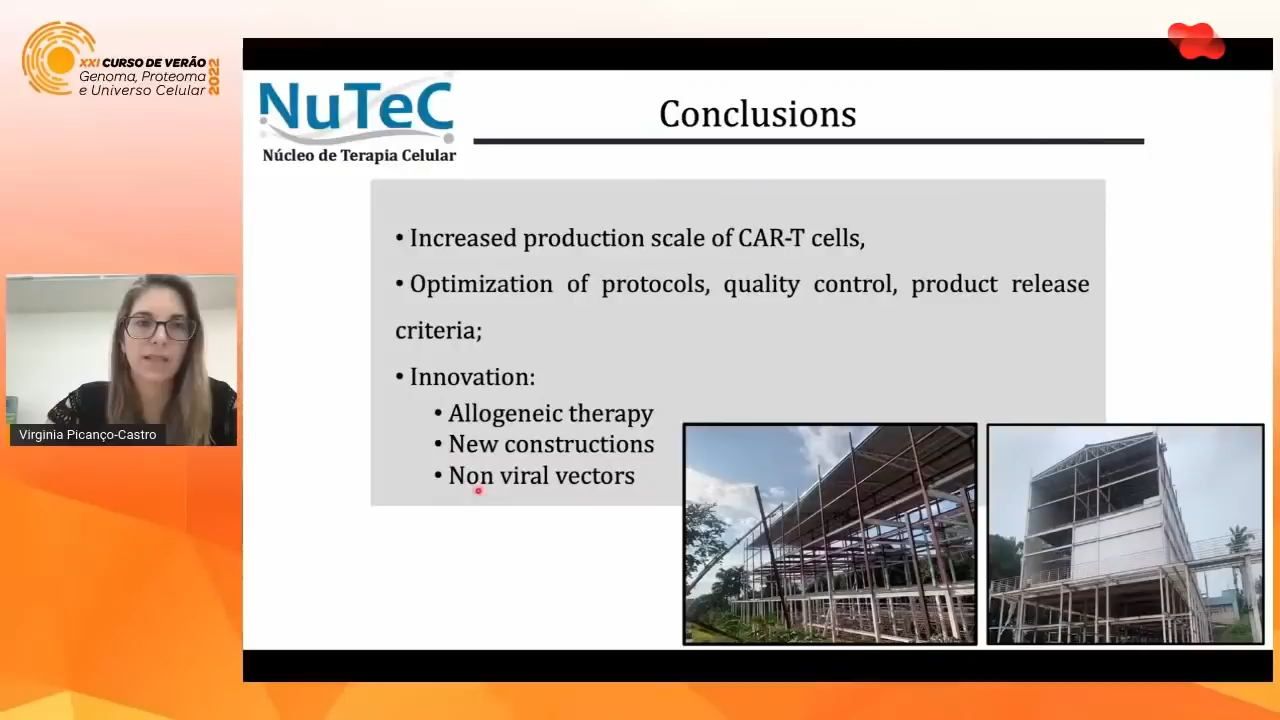 XXI CURSO DE VERÃO
Genoma, Proteoma
e Universo Celular
2022
NuTeC
Núcleo de Terapia Celular
Conclusions
• Increased production scale of CAR-T cells,
• Optimization of protocols, quality control, product release
criteria;
• Innovation:
• Allogeneic therapy
• New constructions
• Non viral vectors
Virginia Picanço-Castro